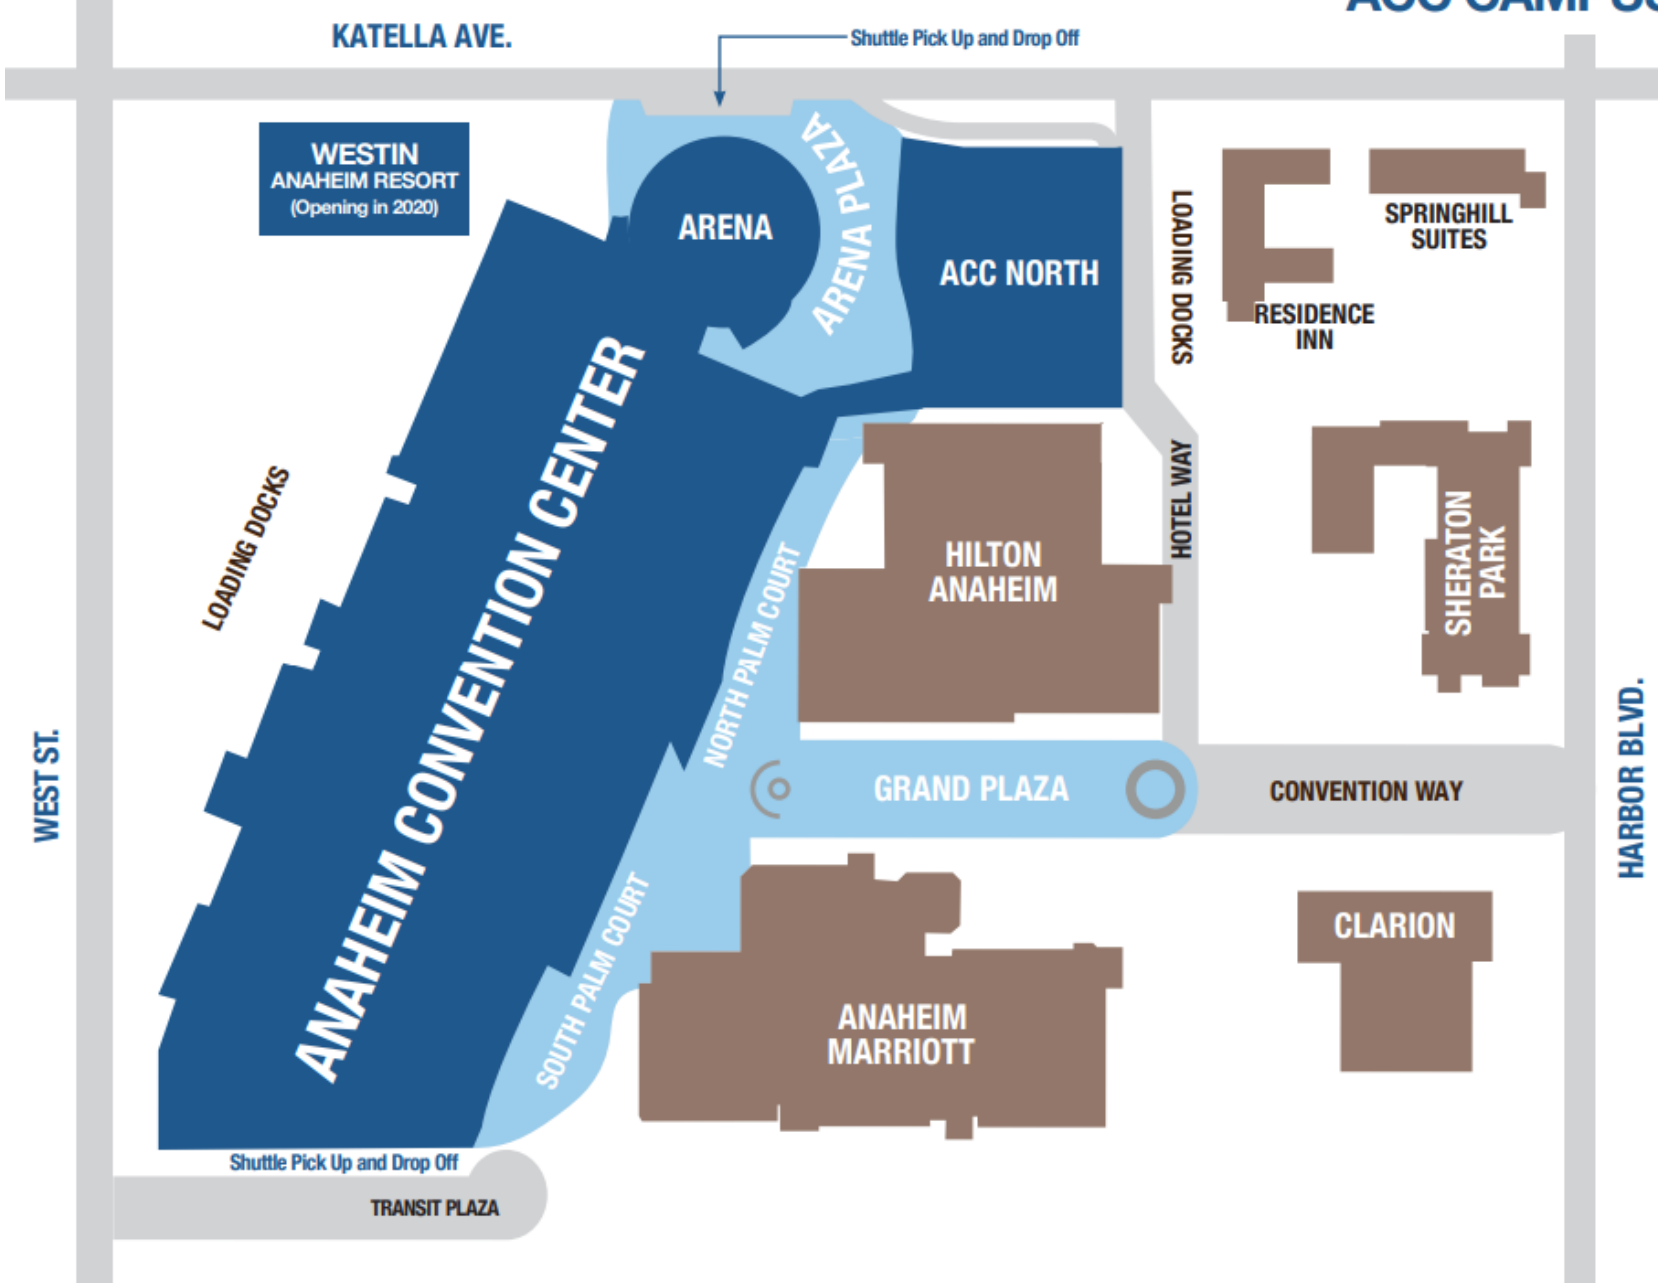 ACC CAMPUS
KATELLA AVE.
Shuttle Pick Up and Drop Off
WESTIN
ANAHEIM RESORT
(Opening in 2020)
ARENA
ARENA PLAZA
ACC NORTH
LOADING DOCKS
SPRINGHILL
SUITES
RESIDENCE
INN
ANAHEIM CONVENTION CENTER
LOADING DOCKS
HOTEL WAY
HILTON
ANAHEIM
SHERATON
PARK
NORTH PALM COURT
WEST ST.
GRAND PLAZA
CONVENTION WAY
HARBOR BLVD.
SOUTH PALM COURT
CLARION
ANAHEIM
MARRIOTT
Shuttle Pick Up and Drop Off
TRANSIT PLAZA